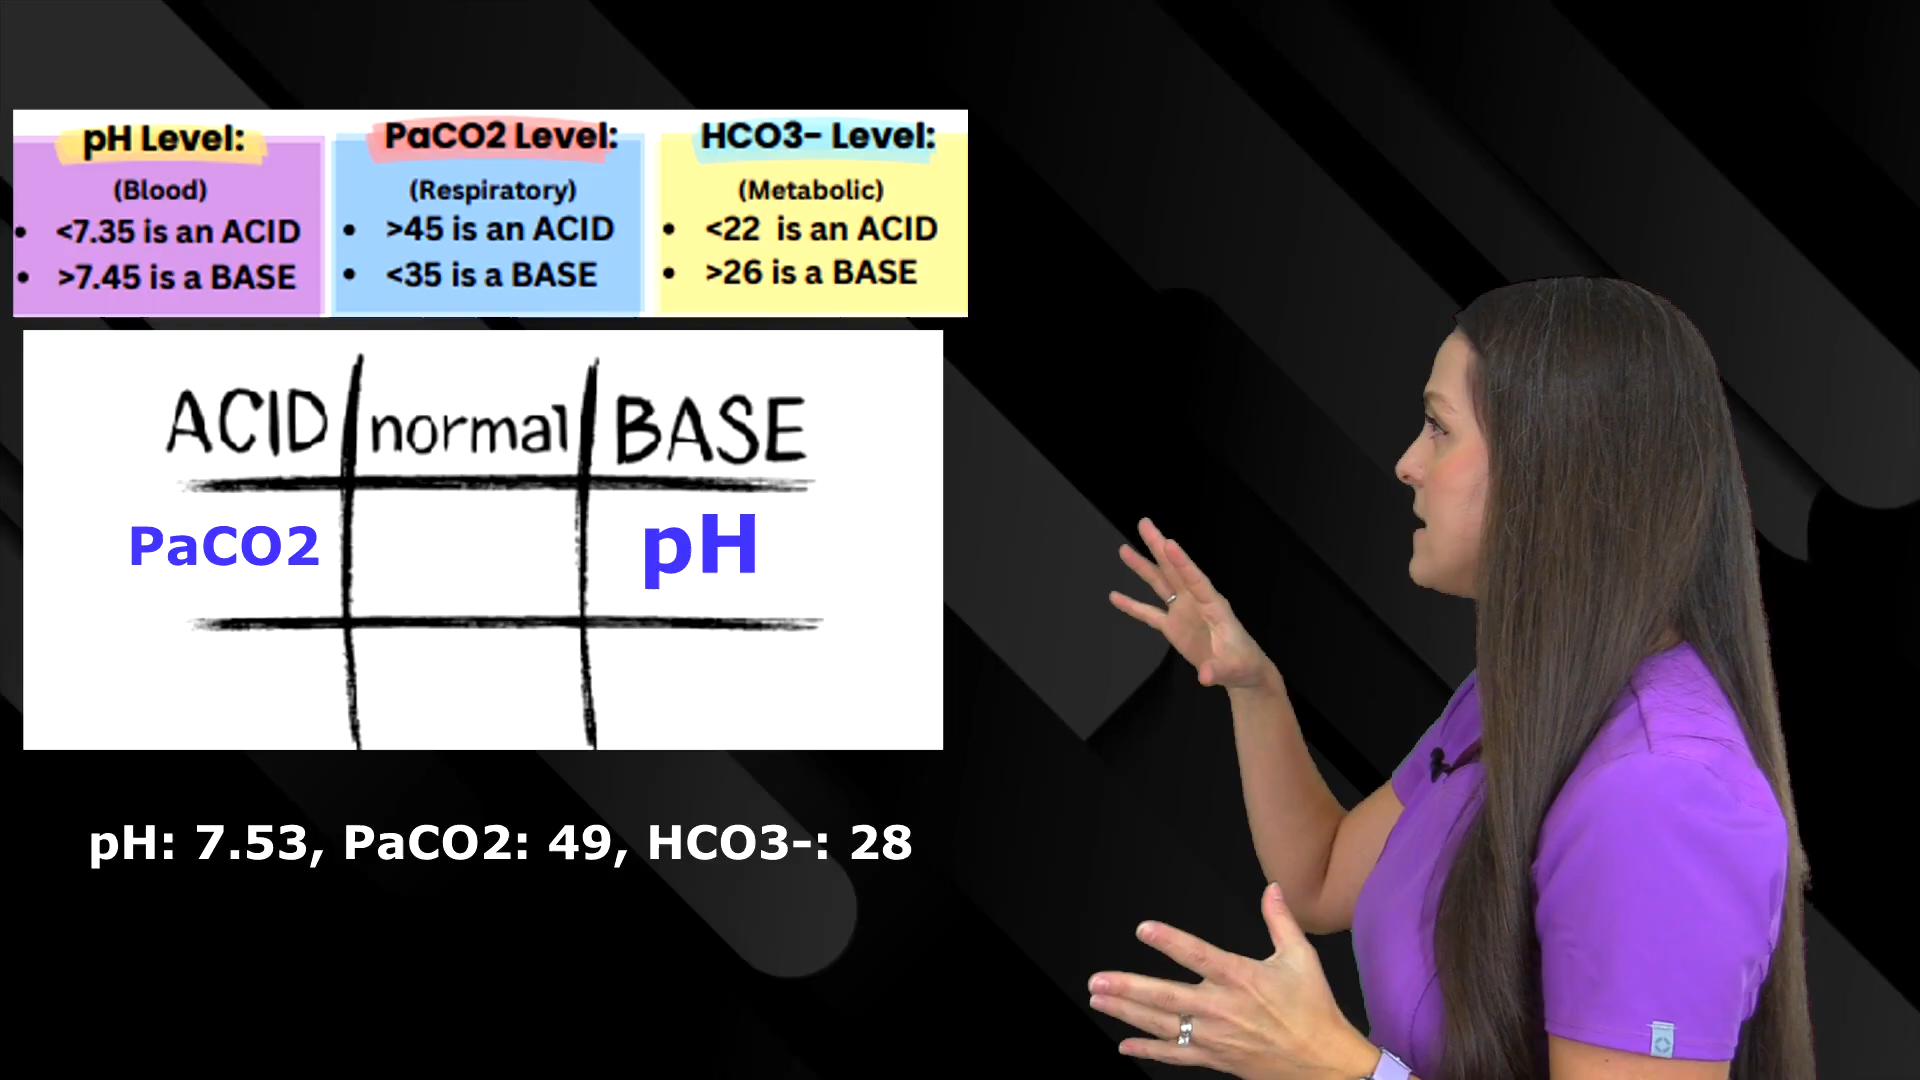 pH Level:
(Blood)
• <7.35 is an ACID
• >7.45 is a BASE
PaCO2 Level:
(Respiratory)
• >45 is an ACID
• <35 is a BASE
HCO3- Level:
(Metabolic)
• <22 is an ACID
• >26 is a BASE
ACID normal BASE
PaCO2 pH
pH: 7.53, PaCO2: 49, HCO3-: 28